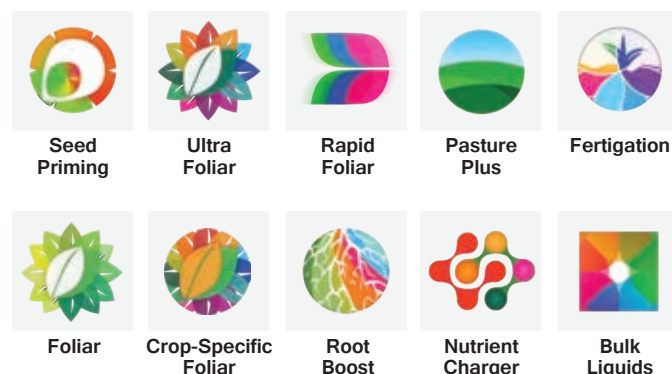 Seed
Priming
Ultra
Foliar
Rapid
Foliar
Pasture
Plus
Fertigation
Foliar
Crop-Specific
Foliar
Root
Boost
Nutrient
Charger
Bulk
Liquids